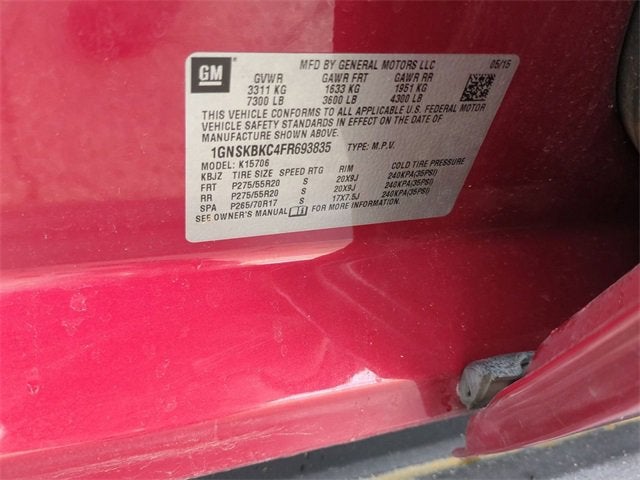 GM
MFD BY GENERAL MOTORS LLC 05/15
GVWR GAWR FRT GAWR RR
3311 KG 1633 KG 1951 KG
7300 LB 3600 LB 4300 LB
THIS VEHICLE CONFORMS TO ALL APPLICABLE U.S. FEDERAL MOTOR
VEHICLE SAFETY STANDARDS IN EFFECT ON THE DATE OF
MANUFACTURE SHOWN ABOVE.
1GNSKBKC4FR693835 TYPE: M.P.V.
MODEL: K15706
KBJZ TIRE SIZE SPEED RTG RIM COLD TIRE PRESSURE
FRT P275/55R20 S 20X9J 240KPA(35PSI)
RR P275/55R20 S 20X9J 240KPA(35PSI)
SPA P265/70R17 S 17X7.5J 240KPA(35PSI)
SEE OWNER'S MANUAL FOR MORE INFORMATION.